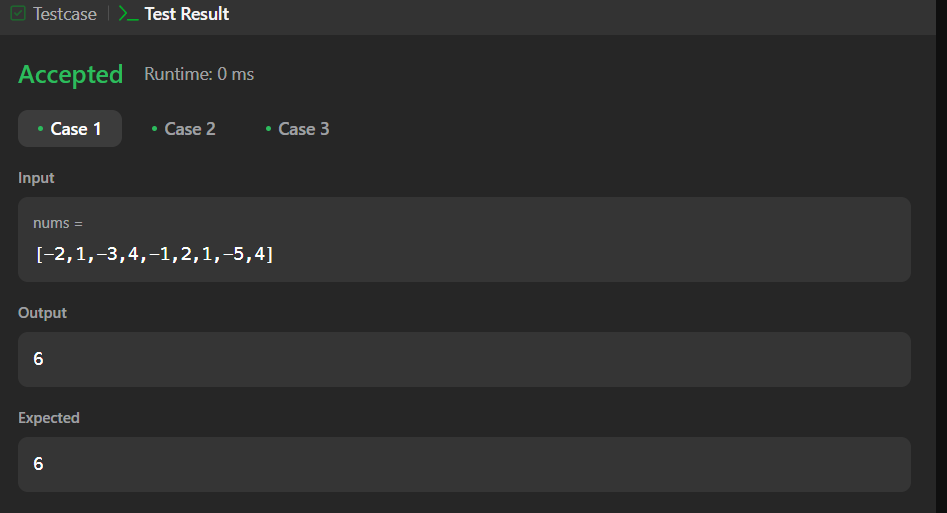 Testcase
Test Result
Accepted
Runtime: 0 ms
Case 1
Case 2
Case 3
Input
nums =
[-2,1,-3,4,-1,2,1,-5,4]
Output
6
Expected
6